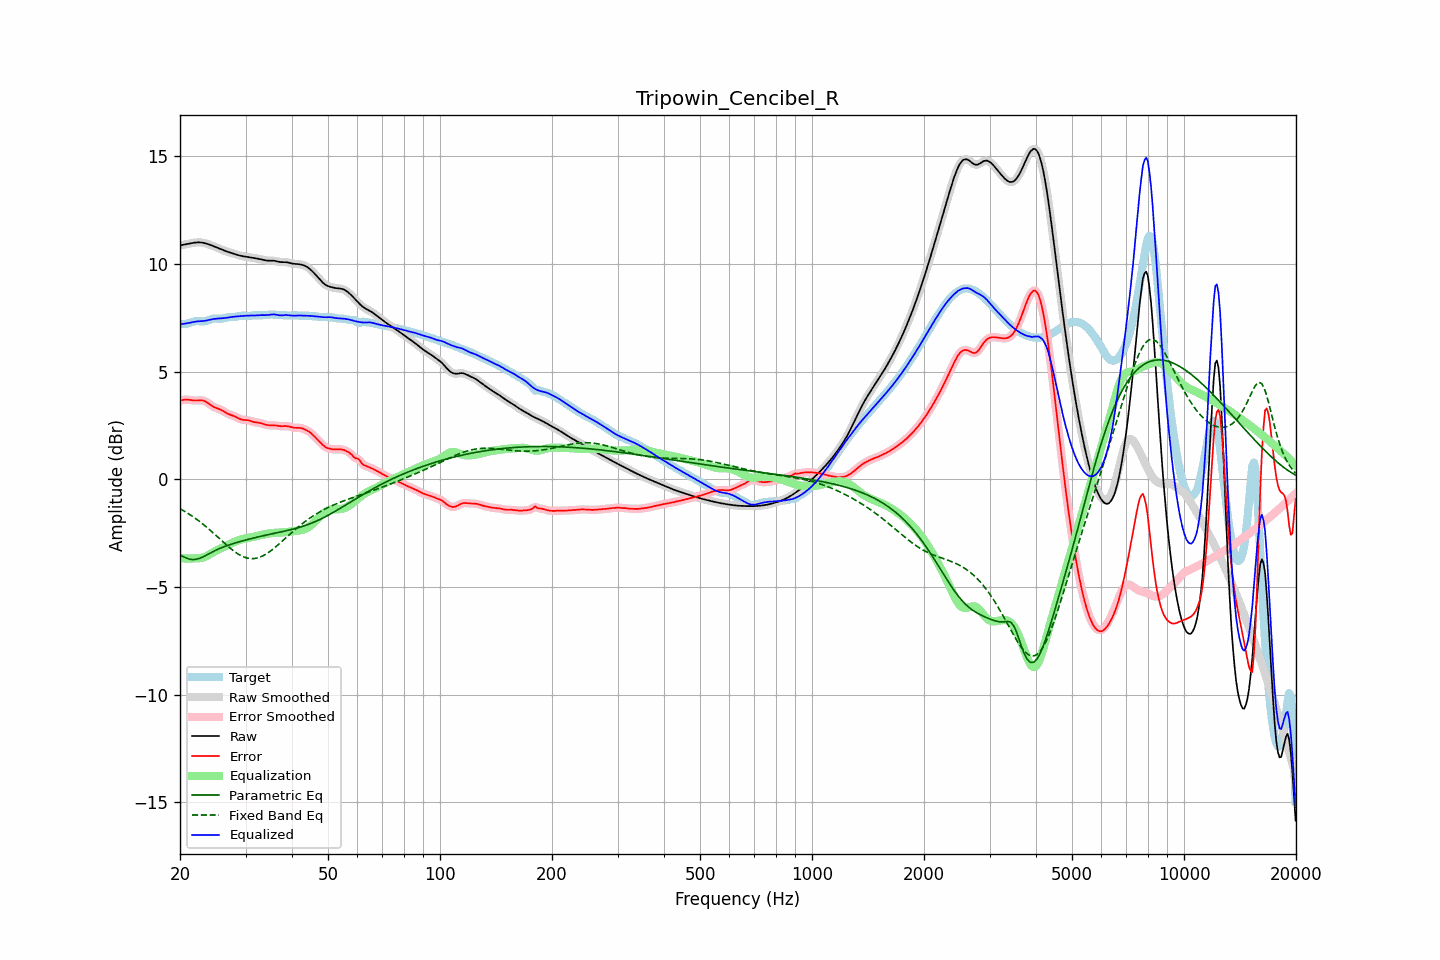 Tripowin_Cencibel_R
Amplitude (dBr)
15
10
5
0
−5
−10
−15
Target
Raw Smoothed
Error Smoothed
Raw
Error
Equalization
Parametric Eq
Fixed Band Eq
Equalized
20 50 100 200 500 1000 2000 5000 10000 20000
Frequency (Hz)